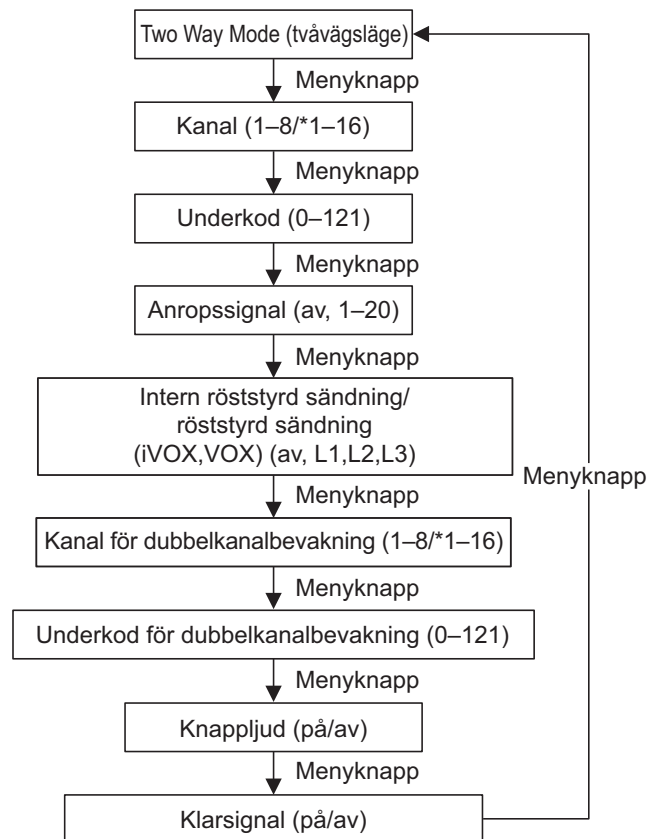 Two Way Mode (tvåvägsläge)
Menyknapp
Kanal (1–8/*1–16)
Menyknapp
Underkod (0–121)
Menyknapp
Anropssignal (av, 1–20)
Menyknapp
Intern röststyrd sändning/
röststyrd sändning
(iVOX,VOX) (av, L1,L2,L3)
Menyknapp
Menyknapp
Kanal för dubbelkanalbevakning (1–8/*1–16)
Menyknapp
Underkod för dubbelkanalbevakning (0–121)
Menyknapp
Knappljud (på/av)
Menyknapp
Klarsignal (på/av)